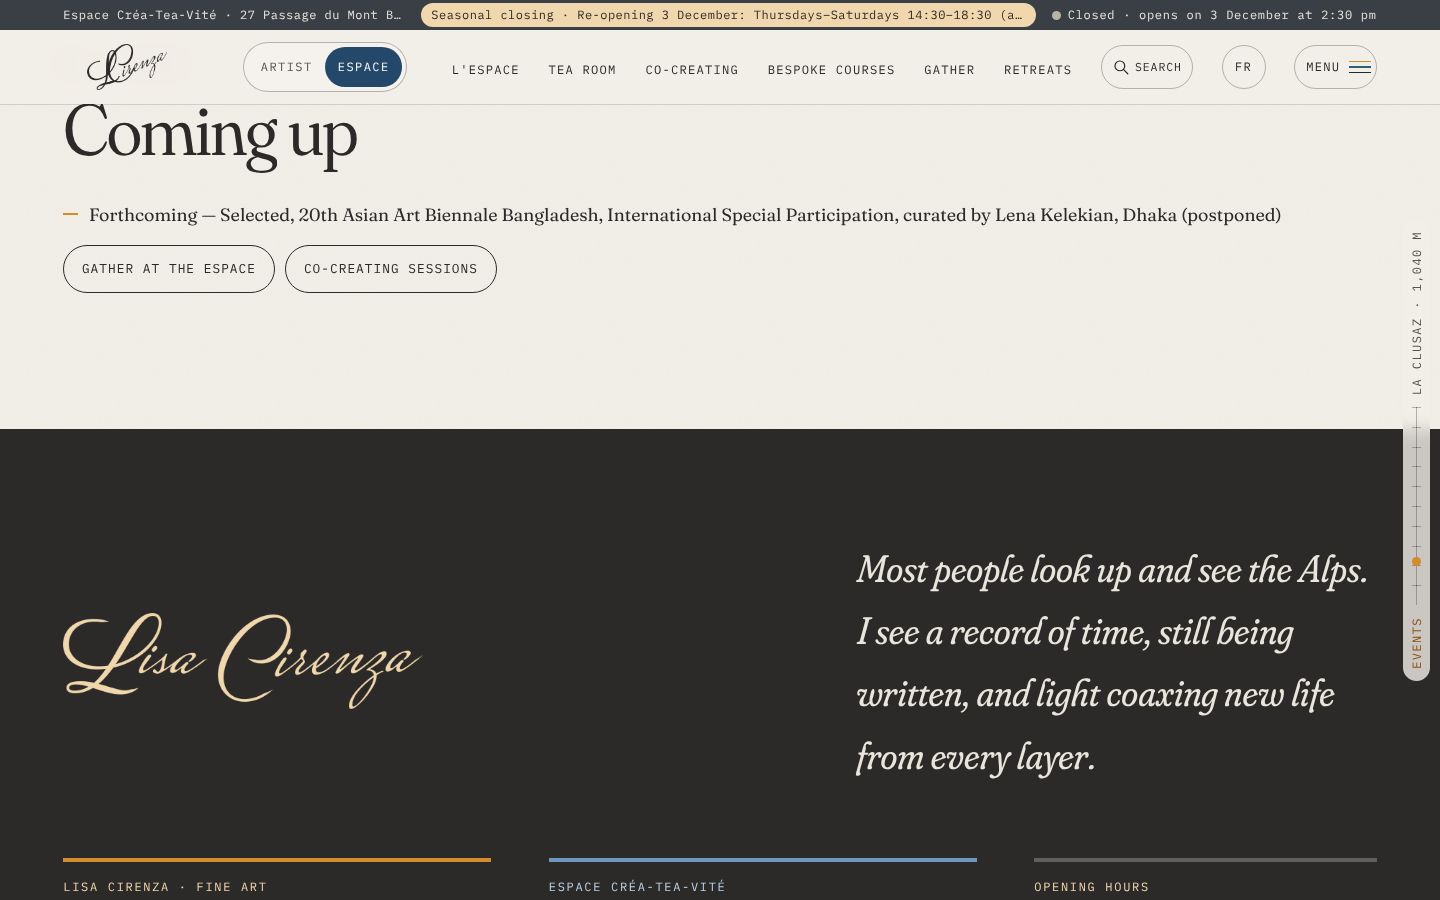 Espace Créa-Tea-Vité · 27 Passage du Mont B…
Seasonal closing · Re-opening 3 December: Thursdays–Saturdays 14:30–18:30 (a…
Closed · opens on 3 December at 2:30 pm
Cirenza
ARTIST
ESPACE
L'ESPACE
TEA ROOM
CO-CREATING
BESPOKE COURSES
GATHER
RETREATS
SEARCH
FR
MENU
Coming up
Forthcoming — Selected, 20th Asian Art Biennale Bangladesh, International Special Participation, curated by Lena Kelekian, Dhaka (postponed)
GATHER AT THE ESPACE
CO-CREATING SESSIONS
LA CLUSAZ · 1,040 M
EVENTS
Lisa Cirenza
Most people look up and see the Alps.
I see a record of time, still being
written, and light coaxing new life
from every layer.
LISA CIRENZA · FINE ART
ESPACE CRÉA-TEA-VITÉ
OPENING HOURS